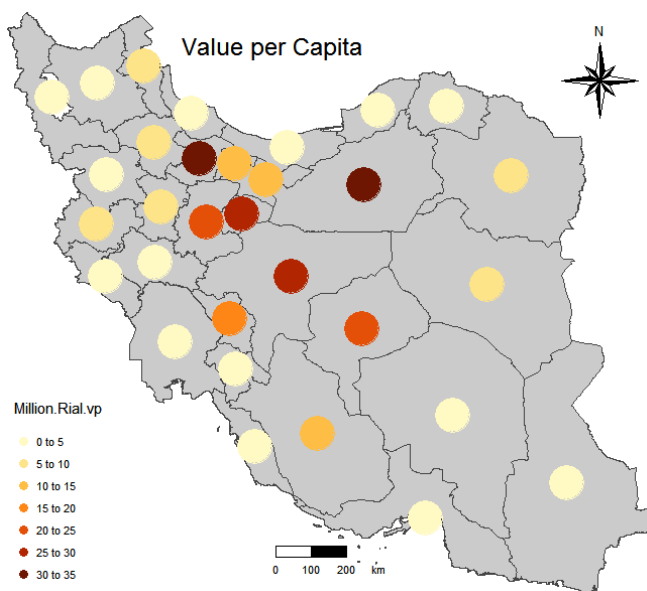 Value per Capita
N
Million.Rial.vp
0 to 5
5 to 10
10 to 15
15 to 20
20 to 25
25 to 30
30 to 35
0 100 200 km